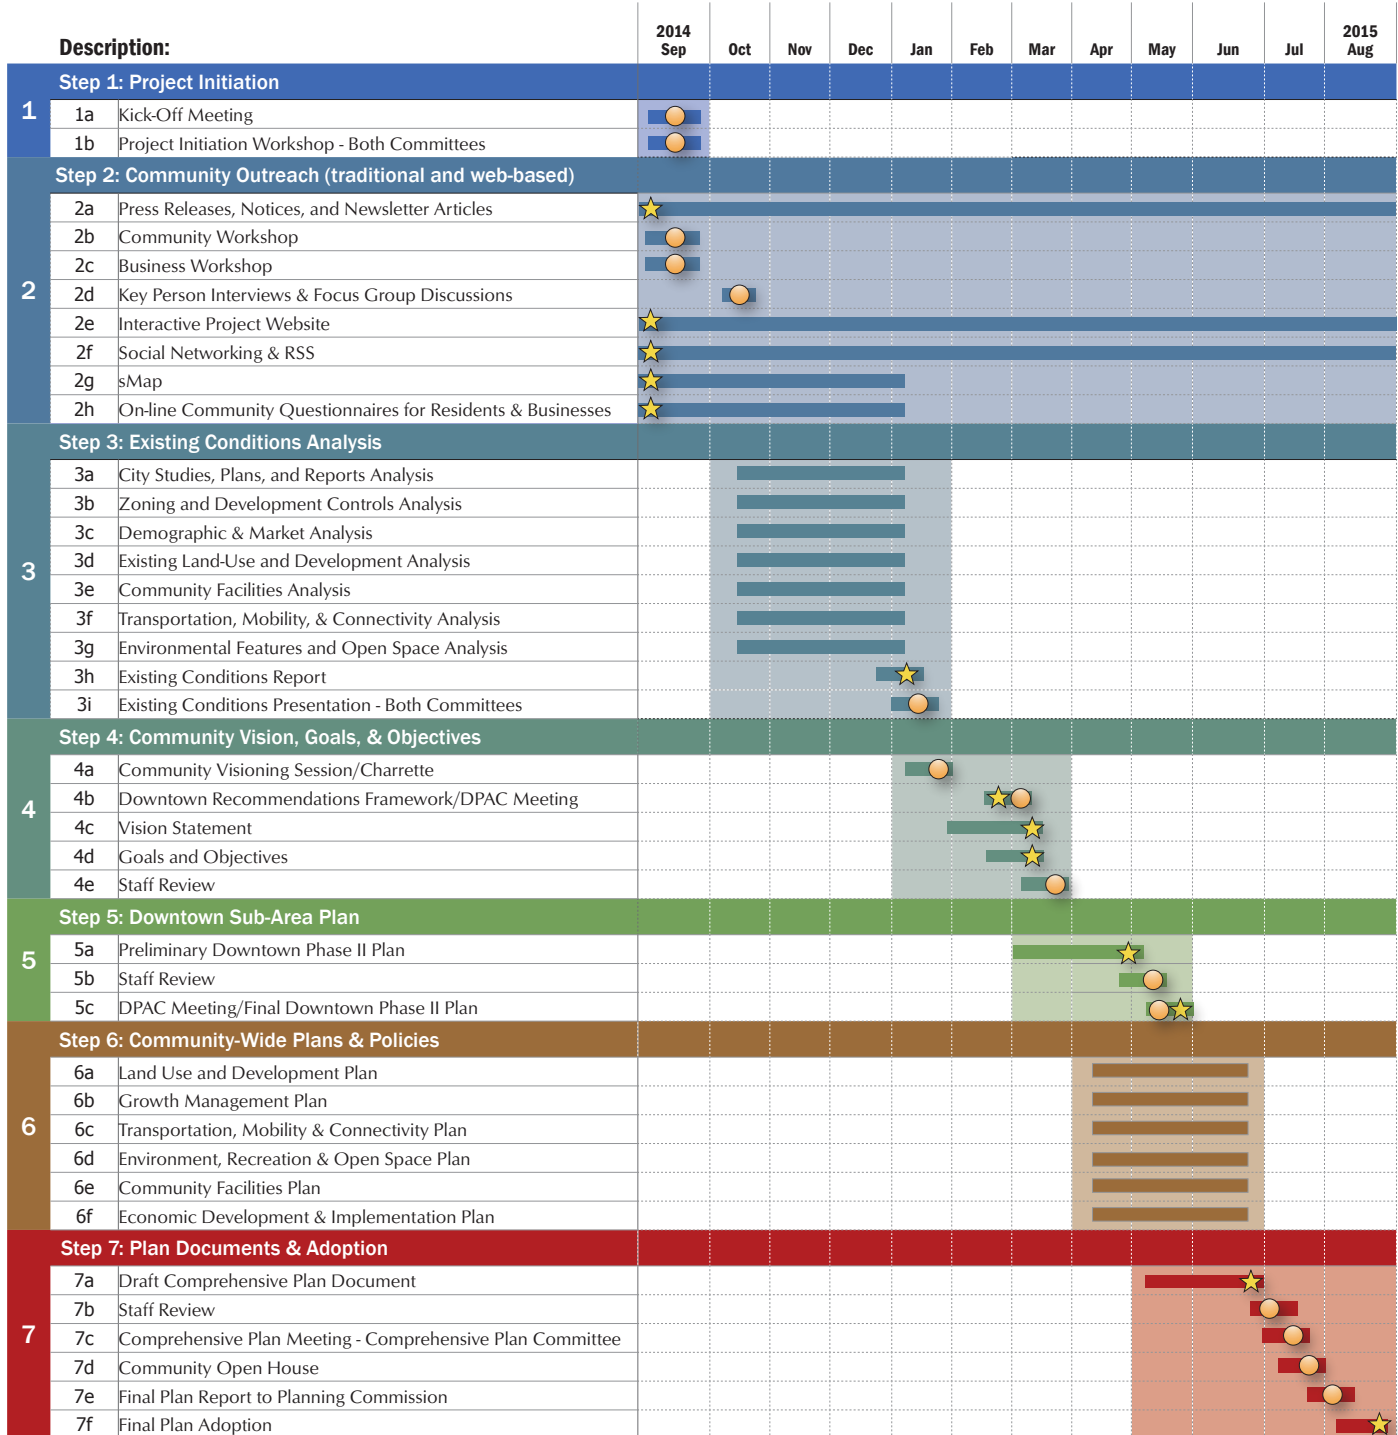 2014
Sep Oct Nov Dec Jan Feb Mar Apr May Jun Jul 2015
Aug
Description:
Step 1: Project Initiation
1
1a Kick-Off Meeting
1b Project Initiation Workshop - Both Committees
Step 2: Community Outreach (traditional and web-based)
2
2a Press Releases, Notices, and Newsletter Articles
2b Community Workshop
2c Business Workshop
2d Key Person Interviews & Focus Group Discussions
2e Interactive Project Website
2f Social Networking & RSS
2g sMap
2h On-line Community Questionnaires for Residents & Businesses
Step 3: Existing Conditions Analysis
3
3a City Studies, Plans, and Reports Analysis
3b Zoning and Development Controls Analysis
3c Demographic & Market Analysis
3d Existing Land-Use and Development Analysis
3e Community Facilities Analysis
3f Transportation, Mobility, & Connectivity Analysis
3g Environmental Features and Open Space Analysis
3h Existing Conditions Report
3i Existing Conditions Presentation - Both Committees
Step 4: Community Vision, Goals, & Objectives
4
4a Community Visioning Session/Charrette
4b Downtown Recommendations Framework/DPAC Meeting
4c Vision Statement
4d Goals and Objectives
4e Staff Review
Step 5: Downtown Sub-Area Plan
5
5a Preliminary Downtown Phase II Plan
5b Staff Review
5c DPAC Meeting/Final Downtown Phase II Plan
Step 6: Community-Wide Plans & Policies
6
6a Land Use and Development Plan
6b Growth Management Plan
6c Transportation, Mobility & Connectivity Plan
6d Environment, Recreation & Open Space Plan
6e Community Facilities Plan
6f Economic Development & Implementation Plan
Step 7: Plan Documents & Adoption
7
7a Draft Comprehensive Plan Document
7b Staff Review
7c Comprehensive Plan Meeting - Comprehensive Plan Committee
7d Community Open House
7e Final Plan Report to Planning Commission
7f Final Plan Adoption